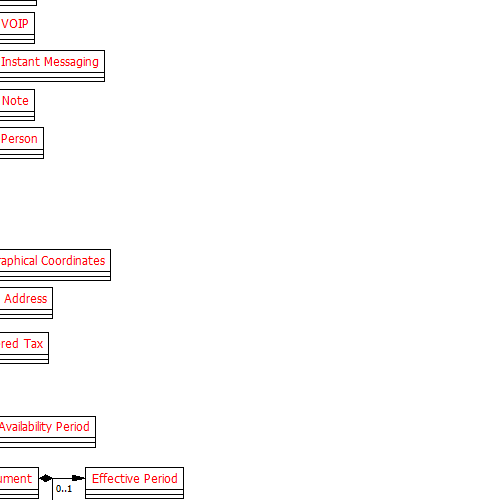 VOIP
Instant Messaging
Note
Person
raphical Coordinates
Address
red Tax
Availability Period
ument
Effective Period
0..1